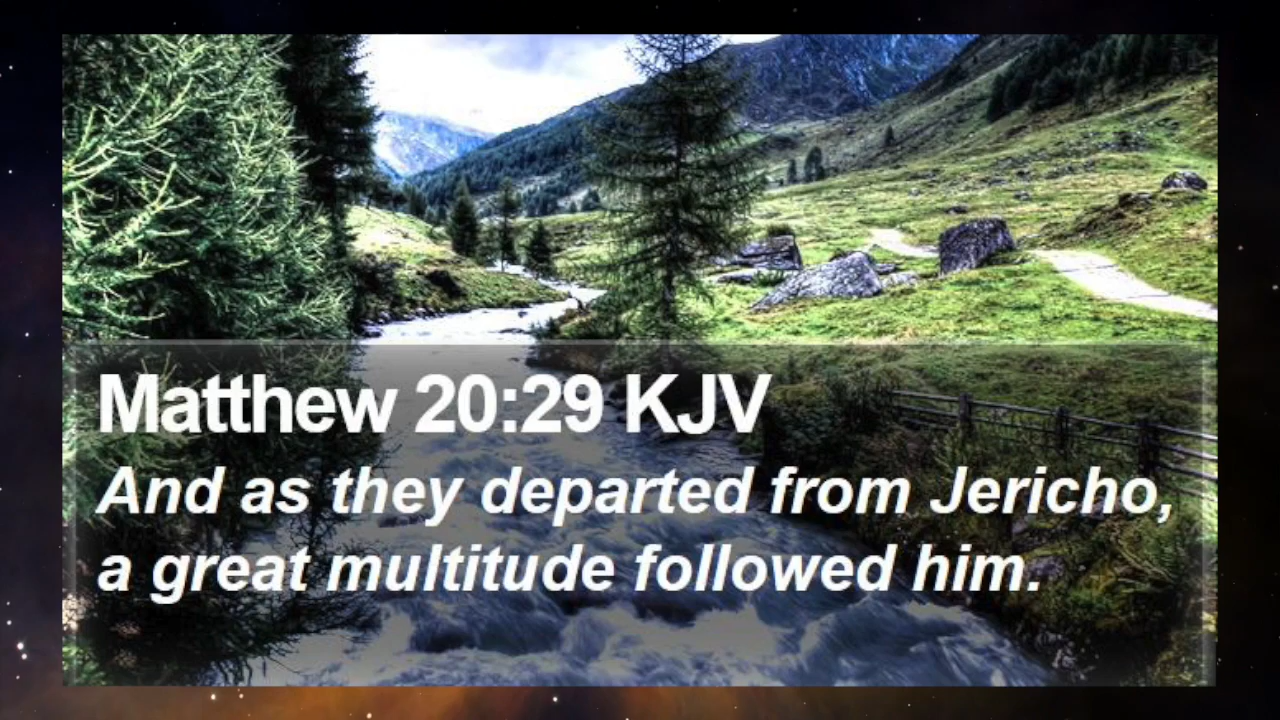 Matthew 20:29 KJV
And as they departed from Jericho,
a great multitude followed him.